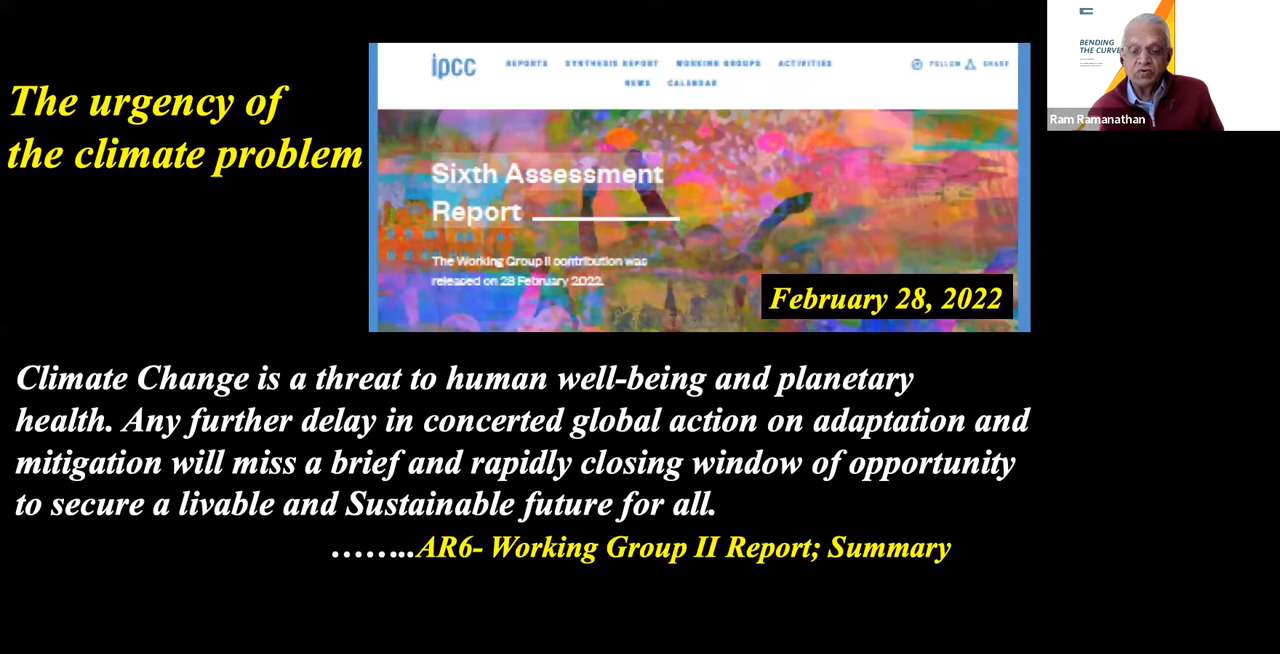 The urgency of
the climate problem
ipcc
REPORTS SYNTHESIS REPORT WORKING GROUPS ACTIVITIES
FOLLOW SHARE
NEWS CALENDAR
Sixth Assessment
Report
The Working Group II contribution was
released on 28 February 2022.
February 28, 2022
BENDING
THE CURVE
Ram Ramanathan
Climate Change is a threat to human well-being and planetary
health. Any further delay in concerted global action on adaptation and
mitigation will miss a brief and rapidly closing window of opportunity
to secure a livable and Sustainable future for all.
……..AR6- Working Group II Report; Summary